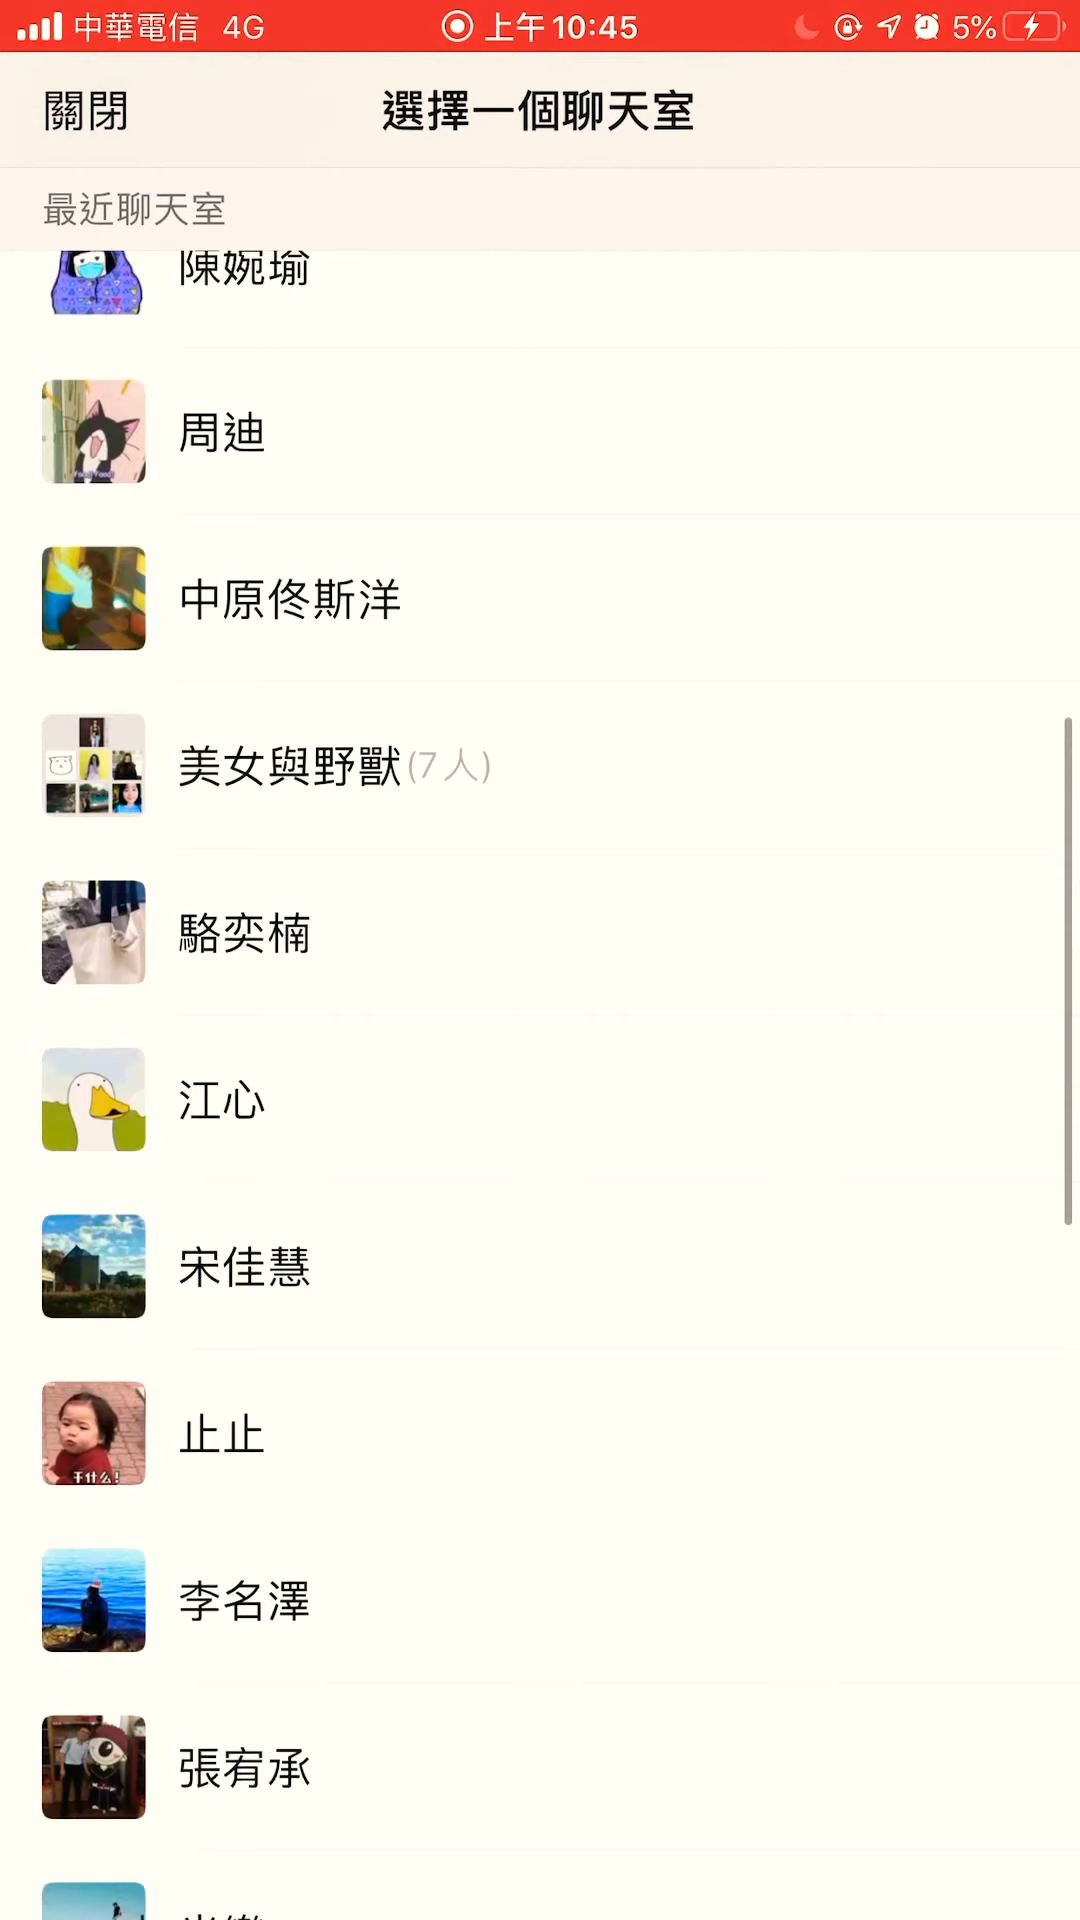 中華電信 4G 上午10:45 5%
關閉 選擇一個聊天室
最近聊天室
陳婉瑜
周迪
中原佟斯洋
美女與野獸(7人)
駱奕楠
江心
宋佳慧
止止
干什么!
李名澤
張宥承